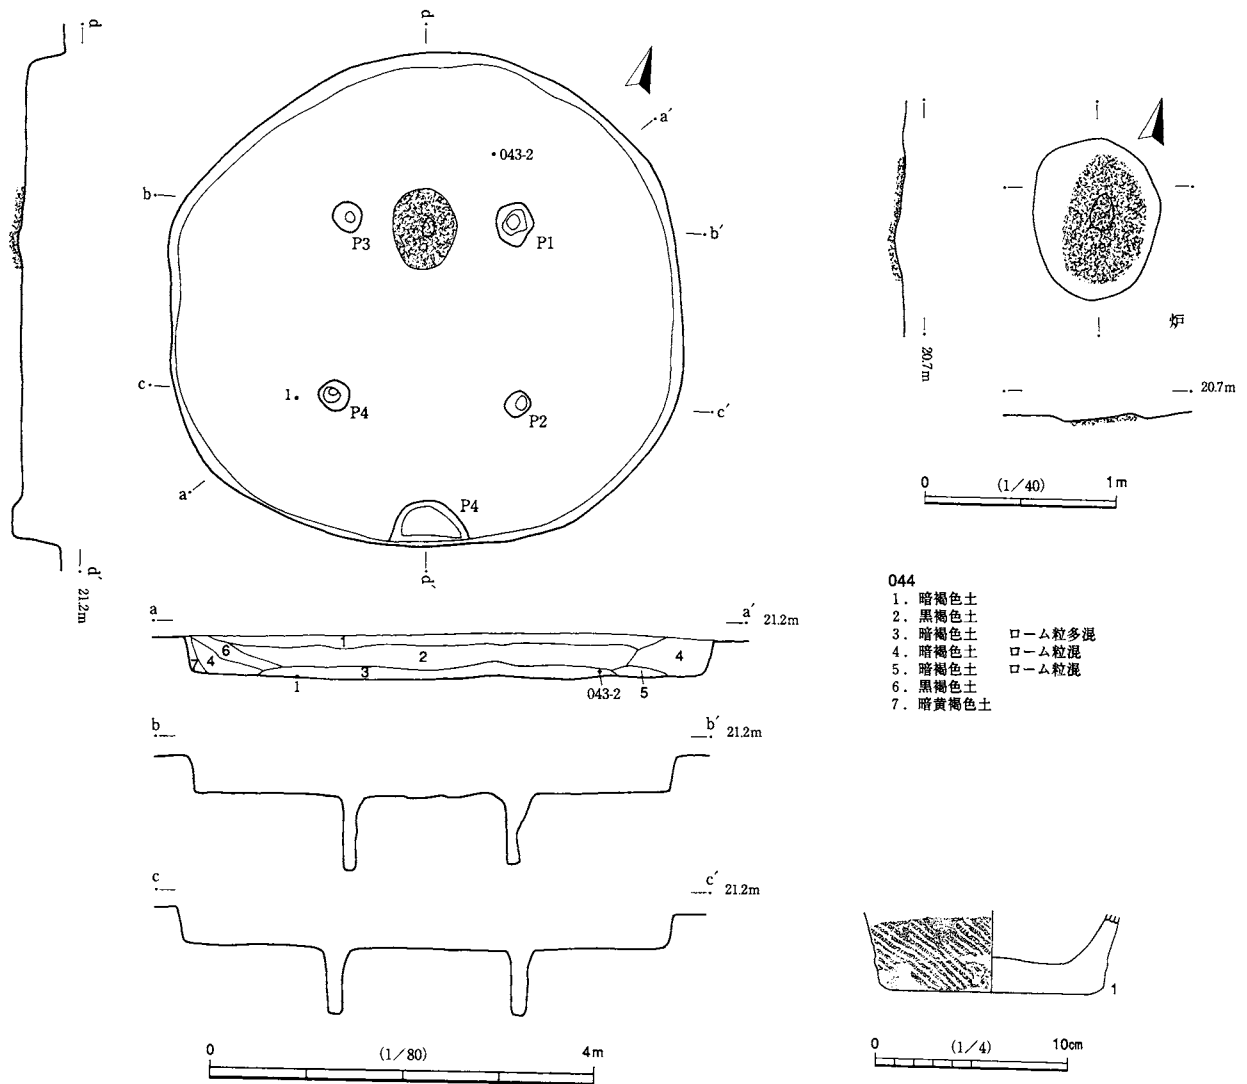 d
d
043-2
a´
b
b´
P3
P1
c
1
P4
P2
c´
a
P4
d´
d´
21.2m
20.7m
炉
20.7m
0 (1/40) 1m
a
a´
21.2m
1
6
2
4
7
4
3
5
1
043-2
b
b´
21.2m
c
c´
21.2m
0 (1/80) 4m
044
1. 暗褐色土
2. 黒褐色土
3. 暗褐色土 ローム粒多混
4. 暗褐色土 ローム粒混
5. 暗褐色土 ローム粒混
6. 黒褐色土
7. 暗黄褐色土
1
0 (1/4) 10cm